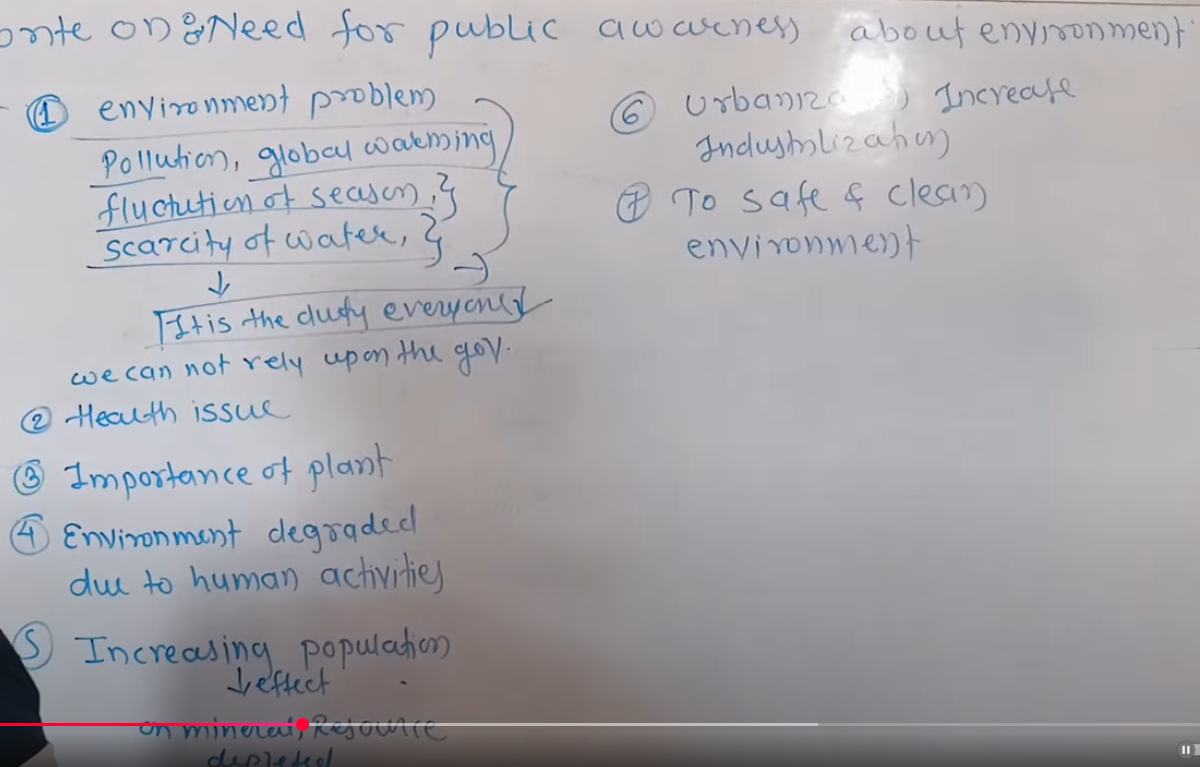 on :- Need for public awarness about environment
① environment problem
Pollution, global warming
fluctution of season,
scarcity of water,
↓
It is the duty everyone
we can not rely upon the gov.
② Health issue
③ Importance of plant
④ Environment degraded
due to human activities
⑤ Increasing population
↓ effect
on mineral, Resource
depleted
⑥ Increase
Industrilization
⑦ To safe & clean
environment